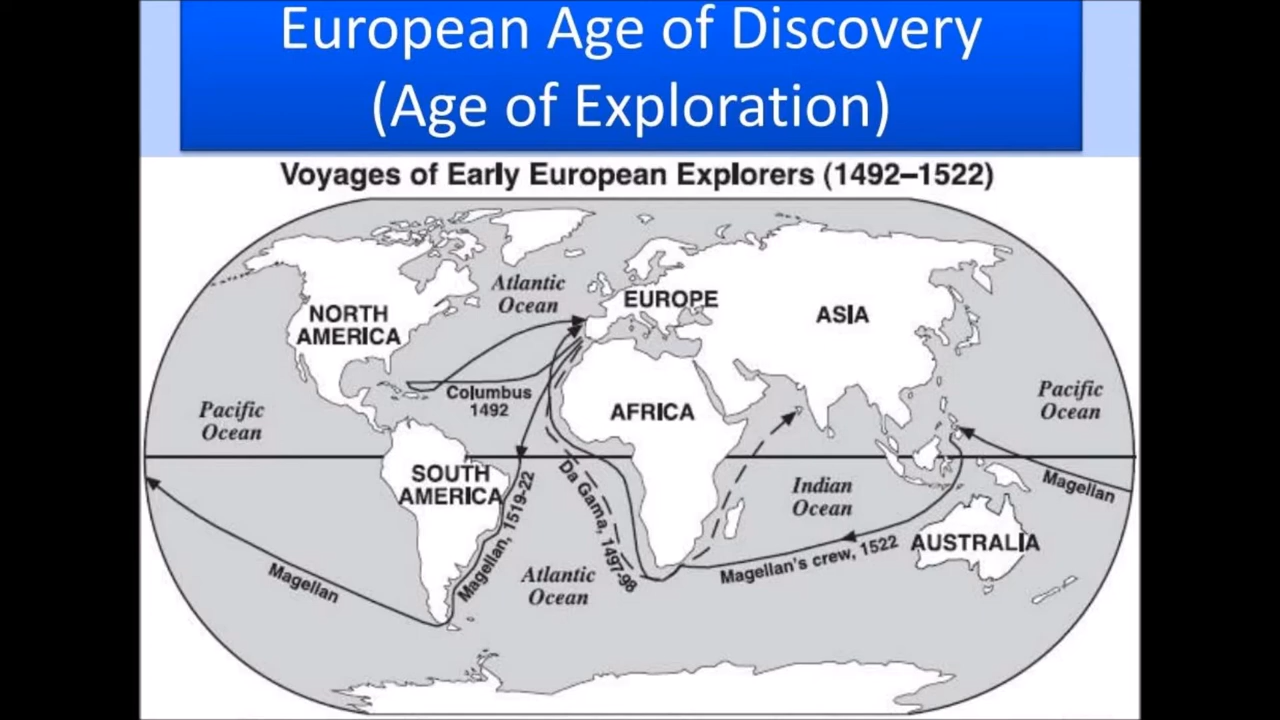 European Age of Discovery
(Age of Exploration)
Voyages of Early European Explorers (1492–1522)
Atlantic
Ocean
EUROPE
NORTH
AMERICA
ASIA
Columbus
1492
Pacific
Ocean
AFRICA
Pacific
Ocean
SOUTH
AMERICA
Magellan, 1519-22
Da Gama, 1497-98
Indian
Ocean
Magellan
AUSTRALIA
Magellan's crew, 1522
Magellan
Atlantic
Ocean